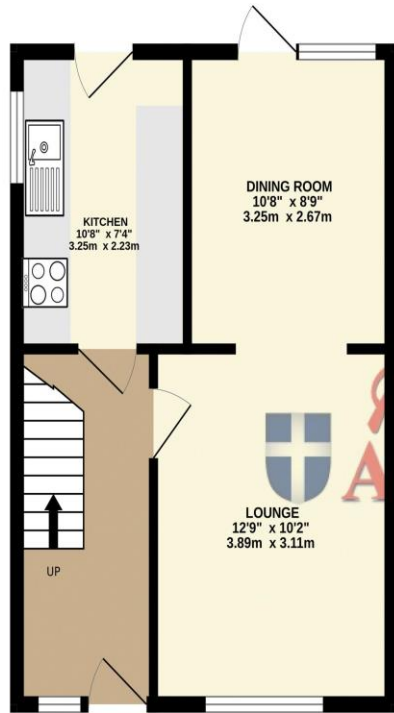 DINING ROOM
10'8" x 8'9"
3.25m x 2.67m
KITCHEN
10'8" x 7'4"
3.25m x 2.23m
LOUNGE
12'9" x 10'2"
3.89m x 3.11m
UP